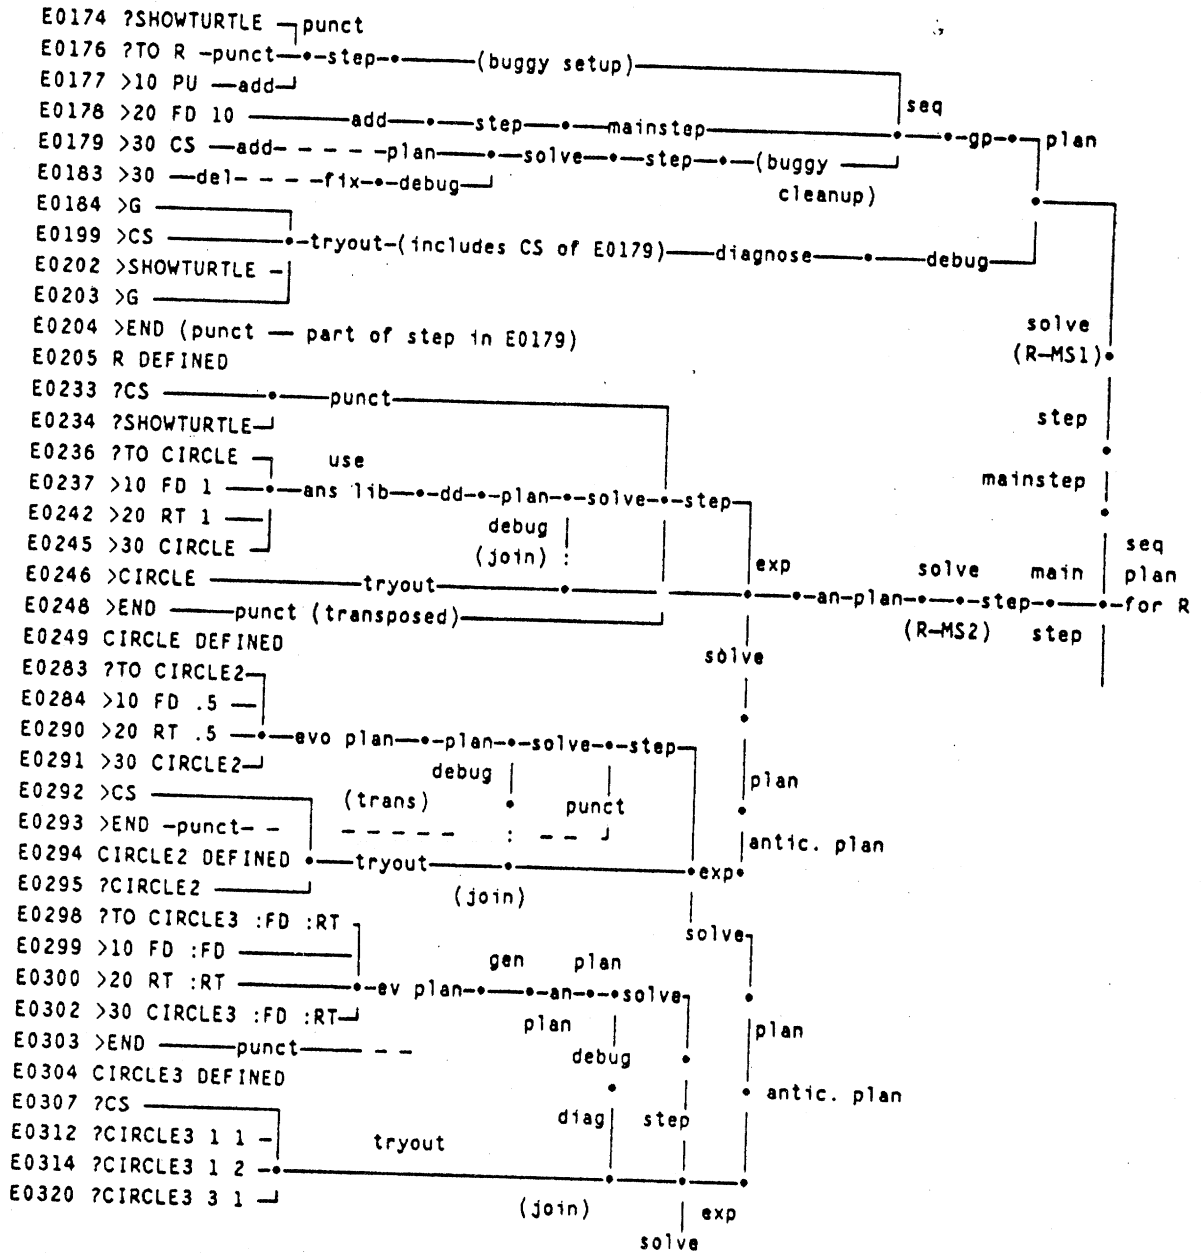 E0174 ?SHOWTURTLE punct
E0176 ?TO R -punct step (buggy setup)
E0177 >10 PU add
seq
E0178 >20 FD 10 add step mainstep gp plan
E0179 >30 CS add plan solve step (buggy
E0183 >30 del fix debug cleanup)
E0184 >G
E0199 >CS tryout (includes CS of E0179) diagnose debug
E0202 >SHOWTURTLE
E0203 >G
E0204 >END (punct — part of step in E0179) solve
E0205 R DEFINED (R-MS1)
E0233 ?CS punct
E0234 ?SHOWTURTLE step
E0236 ?TO CIRCLE use
E0237 >10 FD 1 ans lib dd plan solve step mainstep
E0242 >20 RT 1 debug
E0245 >30 CIRCLE (join) : exp solve main seq
E0246 >CIRCLE tryout an plan step plan
E0248 >END punct (transposed) (R-MS2) step for R
E0249 CIRCLE DEFINED solve
E0283 ?TO CIRCLE2
E0284 >10 FD .5
E0290 >20 RT .5 evo plan plan solve step
E0291 >30 CIRCLE2 debug plan
E0292 >CS (trans) punct
E0293 >END -punct- - :
E0294 CIRCLE2 DEFINED tryout exp antic. plan
E0295 ?CIRCLE2 (join)
E0298 ?TO CIRCLE3 :FD :RT solve
E0299 >10 FD :FD gen plan
E0300 >20 RT :RT ev plan an solve
E0302 >30 CIRCLE3 :FD :RT plan plan
E0303 >END punct debug
E0304 CIRCLE3 DEFINED
E0307 ?CS antic. plan
E0312 ?CIRCLE3 1 1 tryout diag step
E0314 ?CIRCLE3 1 2
E0320 ?CIRCLE3 3 1 (join) exp
solve